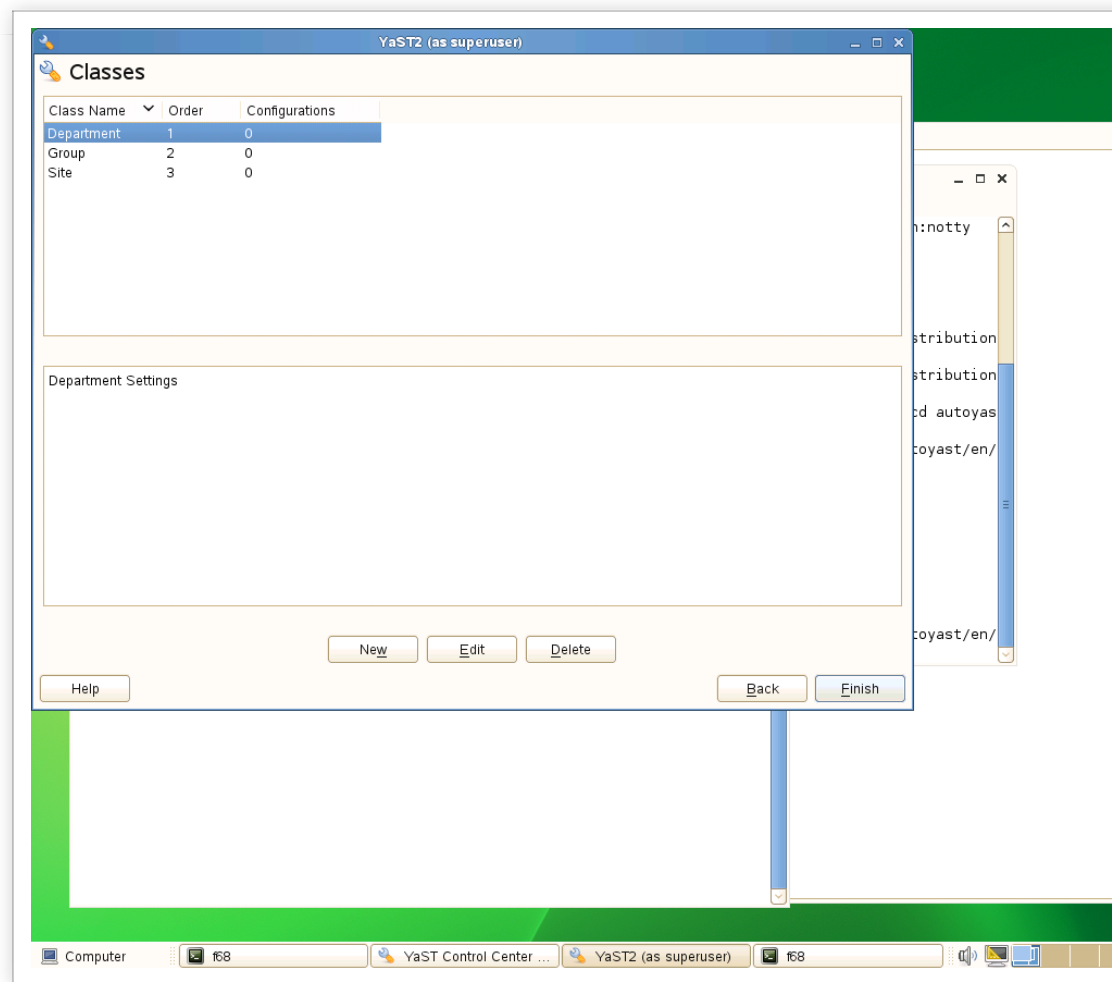 YaST2 (as superuser)
Classes
Class Name Order Configurations
Department 1 0
Group 2 0
Site 3 0
Department Settings
New Edit Delete
Help Back Finish
n:notty
stribution
stribution
cd autoyas
toyast/en/
toyast/en/
Computer f68 YaST Control Center ... YaST2 (as superuser) f68